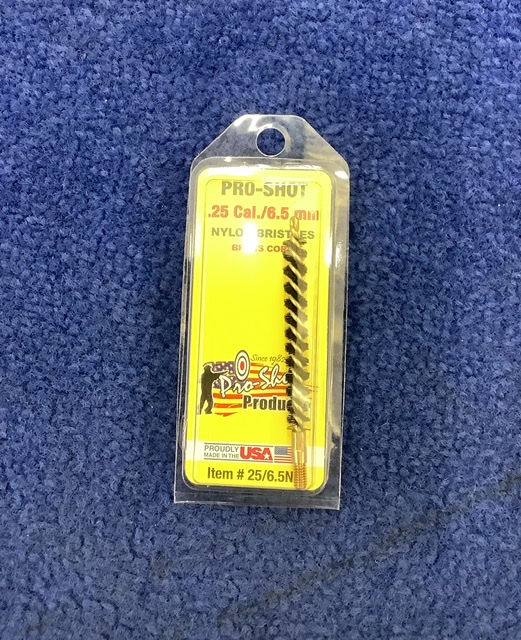 PRO-SHOT
.25 Cal./6.5 mm
NYLON BRISTLES
Since 1982
Pro-Shot
PROUDLY
MADE IN THE USA
Item # 25/6.5N